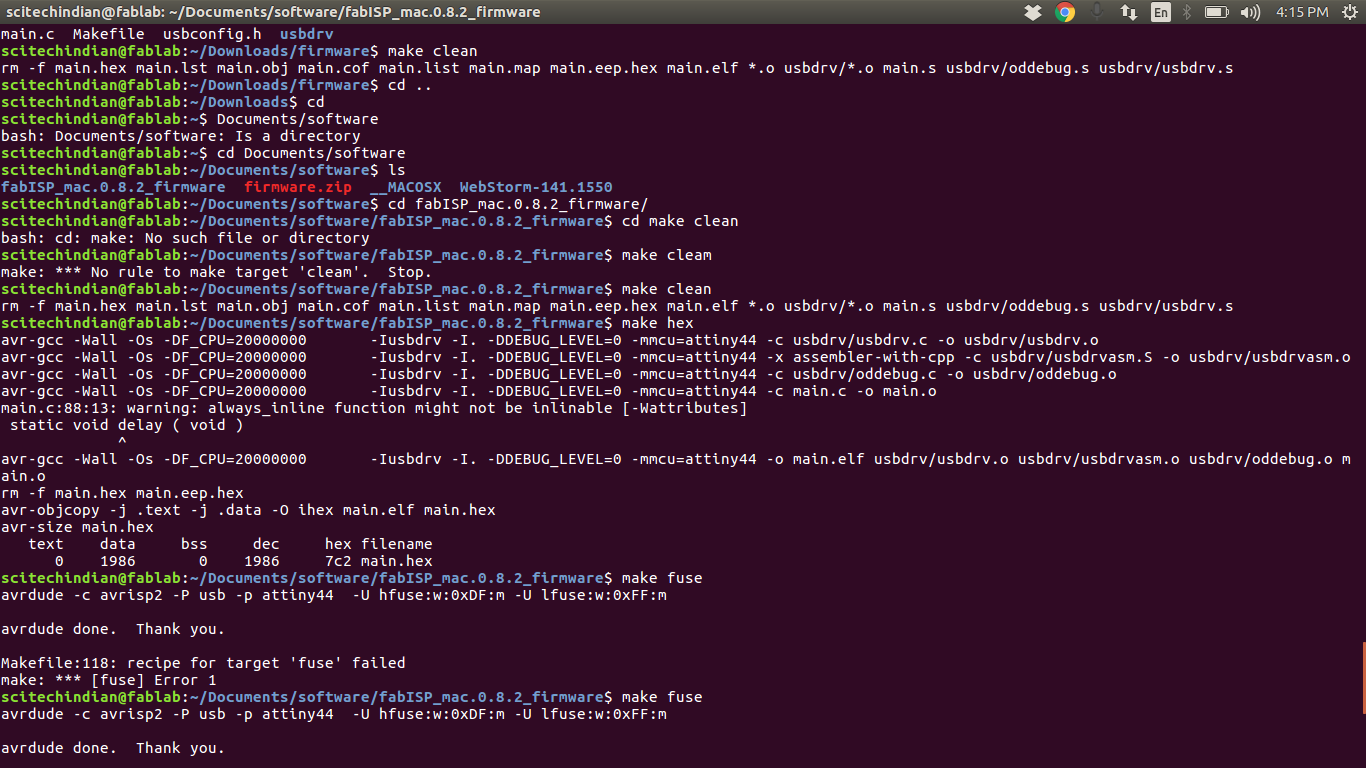 scitechindian@fablab: ~/Documents/software/fabISP_mac.0.8.2_firmware En 4:15 PM
main.c  Makefile  usbconfig.h  usbdrv
scitechindian@fablab:~/Downloads/firmware$ make clean
rm -f main.hex main.lst main.obj main.cof main.list main.map main.eep.hex main.elf *.o usbdrv/*.o main.s usbdrv/oddebug.s usbdrv/usbdrv.s
scitechindian@fablab:~/Downloads/firmware$ cd ..
scitechindian@fablab:~/Downloads$ cd
scitechindian@fablab:~$ Documents/software
bash: Documents/software: Is a directory
scitechindian@fablab:~$ cd Documents/software
scitechindian@fablab:~/Documents/software$ ls
fabISP_mac.0.8.2_firmware  firmware.zip  __MACOSX  WebStorm-141.1550
scitechindian@fablab:~/Documents/software$ cd fabISP_mac.0.8.2_firmware/
scitechindian@fablab:~/Documents/software/fabISP_mac.0.8.2_firmware$ cd make clean
bash: cd: make: No such file or directory
scitechindian@fablab:~/Documents/software/fabISP_mac.0.8.2_firmware$ make cleam
make: *** No rule to make target 'cleam'.  Stop.
scitechindian@fablab:~/Documents/software/fabISP_mac.0.8.2_firmware$ make clean
rm -f main.hex main.lst main.obj main.cof main.list main.map main.eep.hex main.elf *.o usbdrv/*.o main.s usbdrv/oddebug.s usbdrv/usbdrv.s
scitechindian@fablab:~/Documents/software/fabISP_mac.0.8.2_firmware$ make hex
avr-gcc -Wall -Os -DF_CPU=20000000       -Iusbdrv -I. -DDEBUG_LEVEL=0 -mmcu=attiny44 -c usbdrv/usbdrv.c -o usbdrv/usbdrv.o
avr-gcc -Wall -Os -DF_CPU=20000000       -Iusbdrv -I. -DDEBUG_LEVEL=0 -mmcu=attiny44 -x assembler-with-cpp -c usbdrv/usbdrvasm.S -o usbdrv/usbdrvasm.o
avr-gcc -Wall -Os -DF_CPU=20000000       -Iusbdrv -I. -DDEBUG_LEVEL=0 -mmcu=attiny44 -c usbdrv/oddebug.c -o usbdrv/oddebug.o
avr-gcc -Wall -Os -DF_CPU=20000000       -Iusbdrv -I. -DDEBUG_LEVEL=0 -mmcu=attiny44 -c main.c -o main.o
main.c:88:13: warning: always_inline function might not be inlinable [-Wattributes]
 static void delay ( void )
             ^
avr-gcc -Wall -Os -DF_CPU=20000000       -Iusbdrv -I. -DDEBUG_LEVEL=0 -mmcu=attiny44 -o main.elf usbdrv/usbdrv.o usbdrv/usbdrvasm.o usbdrv/oddebug.o m
ain.o
rm -f main.hex main.eep.hex
avr-objcopy -j .text -j .data -O ihex main.elf main.hex
avr-size main.hex
   text    data     bss     dec     hex filename
      0    1986       0    1986     7c2 main.hex
scitechindian@fablab:~/Documents/software/fabISP_mac.0.8.2_firmware$ make fuse
avrdude -c avrisp2 -P usb -p attiny44  -U hfuse:w:0xDF:m -U lfuse:w:0xFF:m
avrdude done.  Thank you.
Makefile:118: recipe for target 'fuse' failed
make: *** [fuse] Error 1
scitechindian@fablab:~/Documents/software/fabISP_mac.0.8.2_firmware$ make fuse
avrdude -c avrisp2 -P usb -p attiny44  -U hfuse:w:0xDF:m -U lfuse:w:0xFF:m
avrdude done.  Thank you.